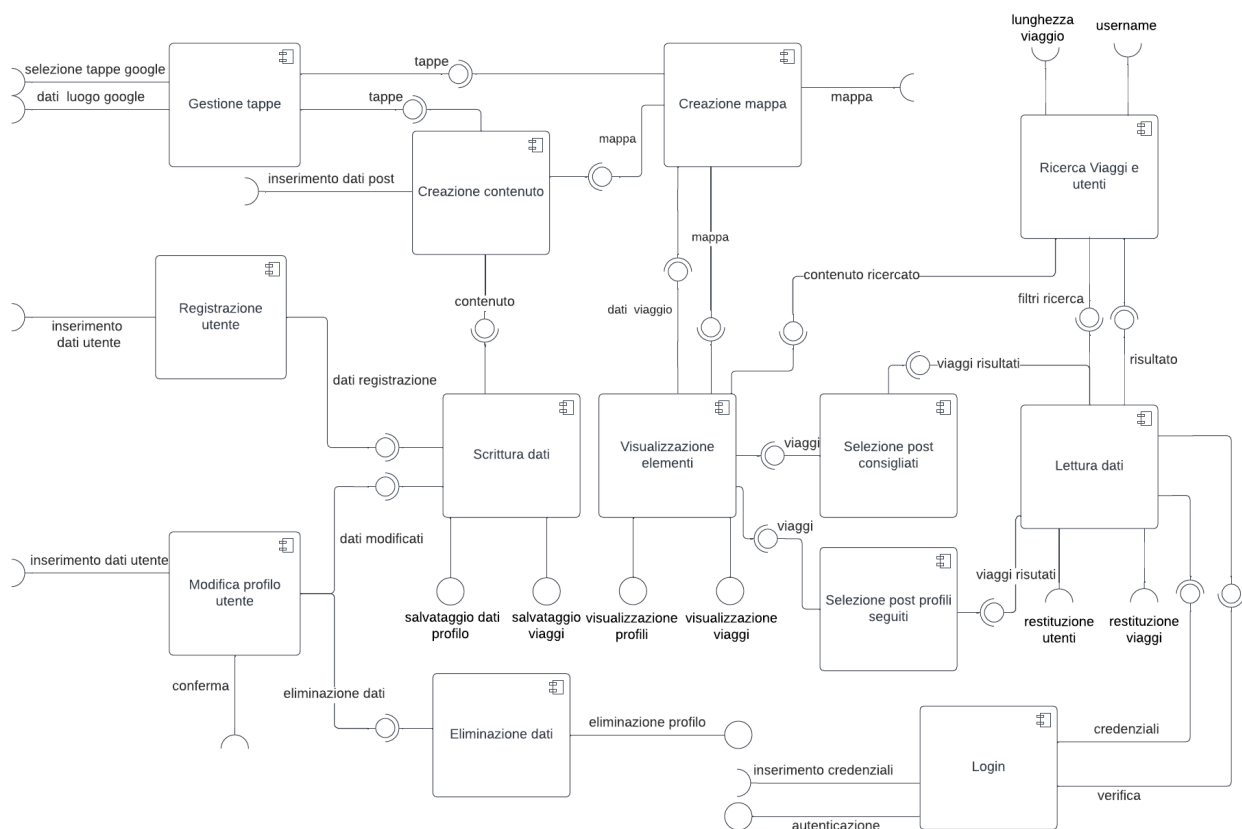 lunghezza
viaggio
username
selezione tappe google
dati luogo google
Gestione tappe
tappe
tappe
Creazione mappa
mappa
mappa
Creazione contenuto
inserimento dati post
Ricerca Viaggi e
utenti
mappa
contenuto ricercato
filtri ricerca
contenuto
dati viaggio
Registrazione
utente
inserimento
dati utente
dati registrazione
viaggi risultati
risultato
Scrittura dati
Visualizzazione
elementi
viaggi
Selezione post
consigliati
Lettura dati
dati modificati
viaggi
inserimento dati utente
Modifica profilo
utente
viaggi risutati
Selezione post profili
seguiti
salvataggio dati
profilo
salvataggio
viaggi
visualizzazione
profili
visualizzazione
viaggi
restituzione
utenti
restituzione
viaggi
conferma
eliminazione dati
Eliminazione dati
eliminazione profilo
credenziali
inserimento credenziali
Login
verifica
autenticazione